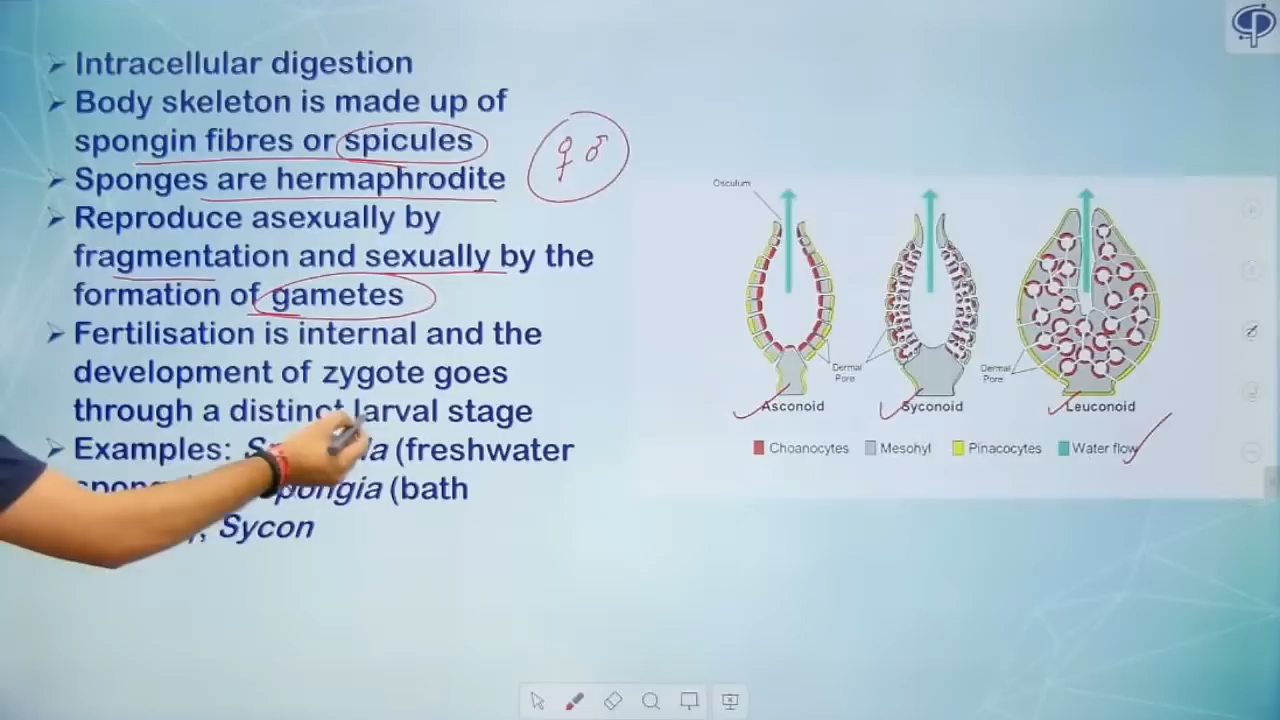 ➢ Intracellular digestion
➢ Body skeleton is made up of
spongin fibres or spicules
➢ Sponges are hermaphrodite
➢ Reproduce asexually by
fragmentation and sexually by the
formation of gametes
➢ Fertilisation is internal and the
development of zygote goes
through a distinct larval stage
➢ Examples: (freshwater
Spongia (bath
, Sycon
♀ ♂
Osculum
Dermal
Pore
Dermal
Pore
Asconoid Syconoid Leuconoid
Choanocytes Mesohyl Pinacocytes Water flow